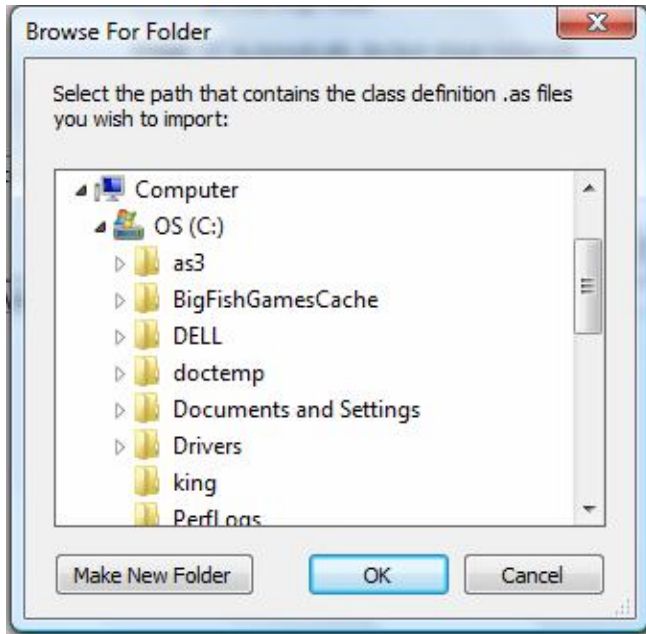 Browse For Folder
Select the path that contains the class definition .as files
you wish to import:
Computer
OS (C:)
as3
BigFishGamesCache
DELL
doctemp
Documents and Settings
Drivers
king
PerfLogs
Make New Folder
OK
Cancel